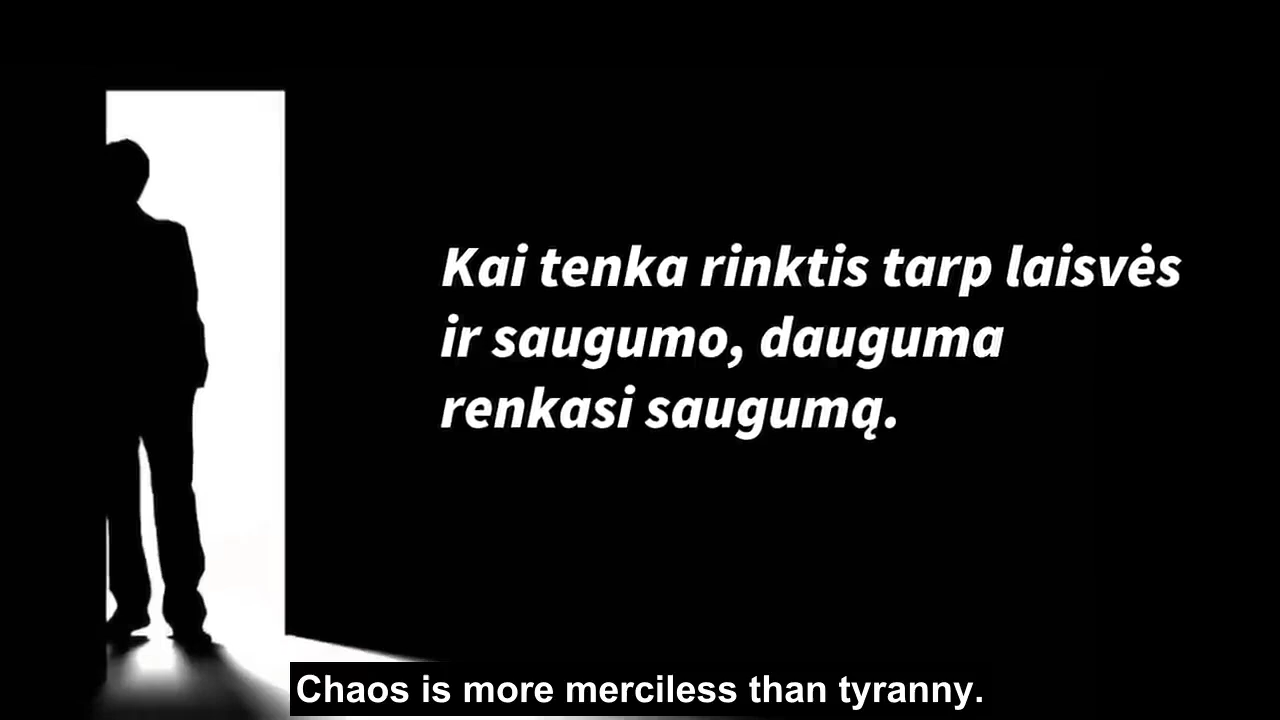 Kai tenka rinktis tarp laisvės
ir saugumo, dauguma
renkasi saugumą.
Chaos is more merciless than tyranny.